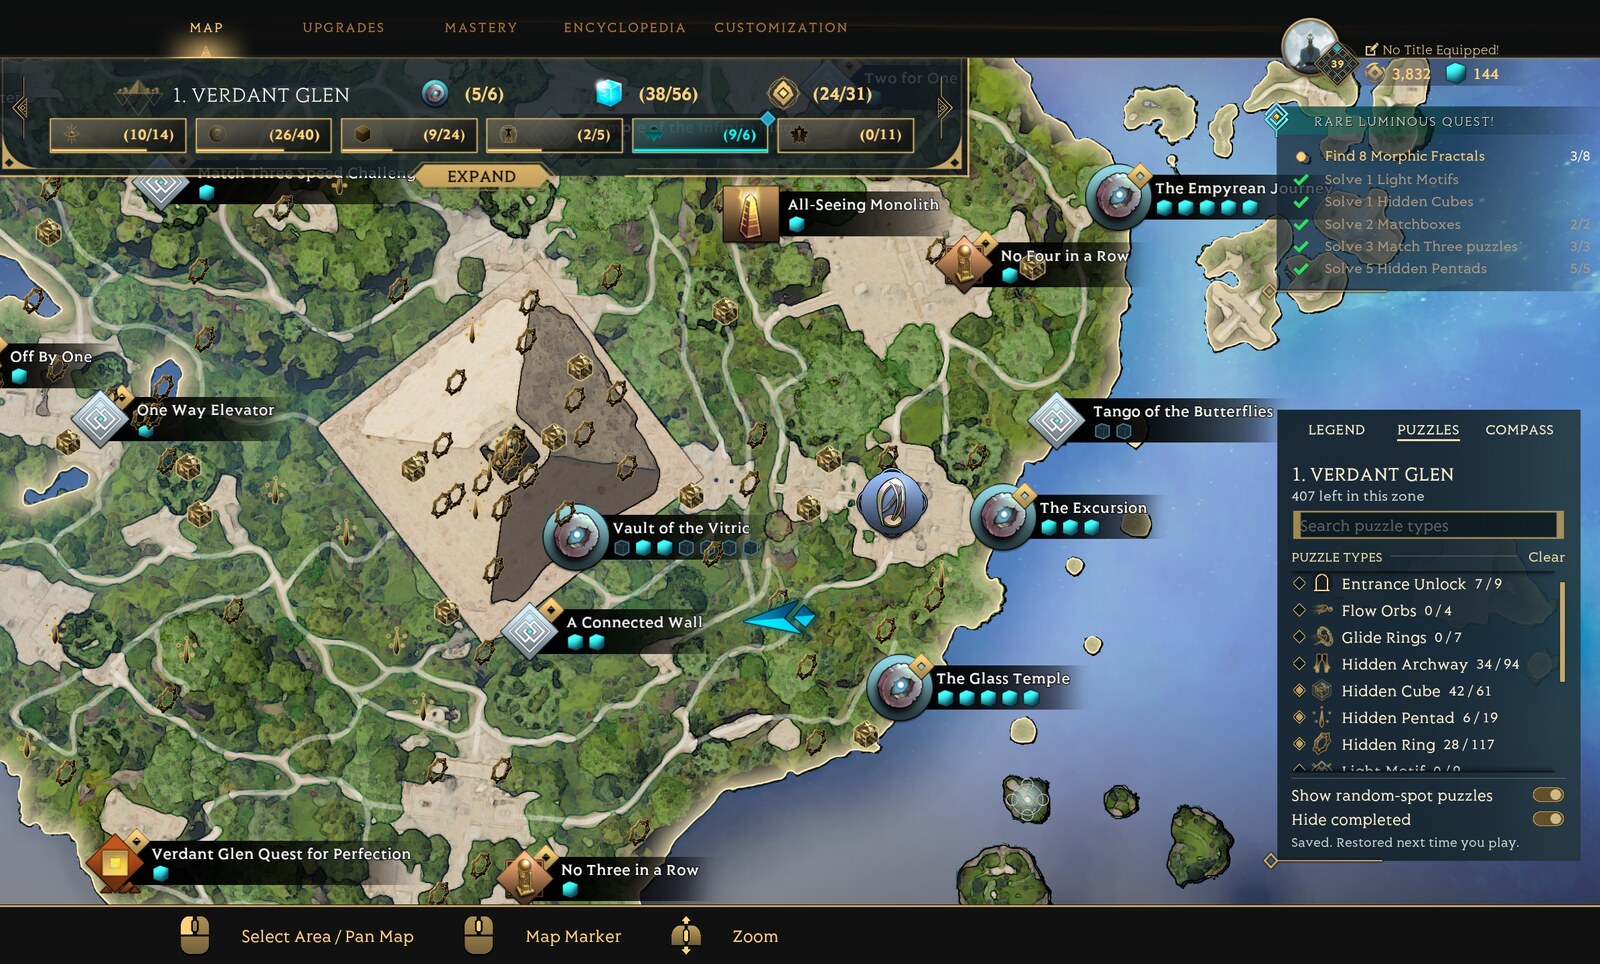 MAP
UPGRADES
MASTERY
ENCYCLOPEDIA
CUSTOMIZATION
No Title Equipped!
39
3,832
144
1. VERDANT GLEN
(5/6)
(38/56)
(24/31)
Two for One
(10/14)
(26/40)
(9/24)
(2/5)
(9/6)
(0/11)
EXPAND
RARE LUMINOUS QUEST!
Find 8 Morphic Fractals 3/8
Solve 1 Light Motifs
Solve 1 Hidden Cubes
Solve 2 Matchboxes 2/2
Solve 3 Match Three puzzles 3/3
Solve 5 Hidden Pentads 5/5
Match Three Speed Challeng
All-Seeing Monolith
The Empyrean Journey
No Four in a Row
Off By One
One Way Elevator
Tango of the Butterflies
Vault of the Vitric
The Excursion
A Connected Wall
The Glass Temple
Verdant Glen Quest for Perfection
No Three in a Row
LEGEND
PUZZLES
COMPASS
1. VERDANT GLEN
407 left in this zone
Search puzzle types
PUZZLE TYPES
Clear
Entrance Unlock 7/9
Flow Orbs 0/4
Glide Rings 0/7
Hidden Archway 34/94
Hidden Cube 42/61
Hidden Pentad 6/19
Hidden Ring 28/117
Light Motif 0/9
Show random-spot puzzles
Hide completed
Saved. Restored next time you play.
Select Area / Pan Map
Map Marker
Zoom